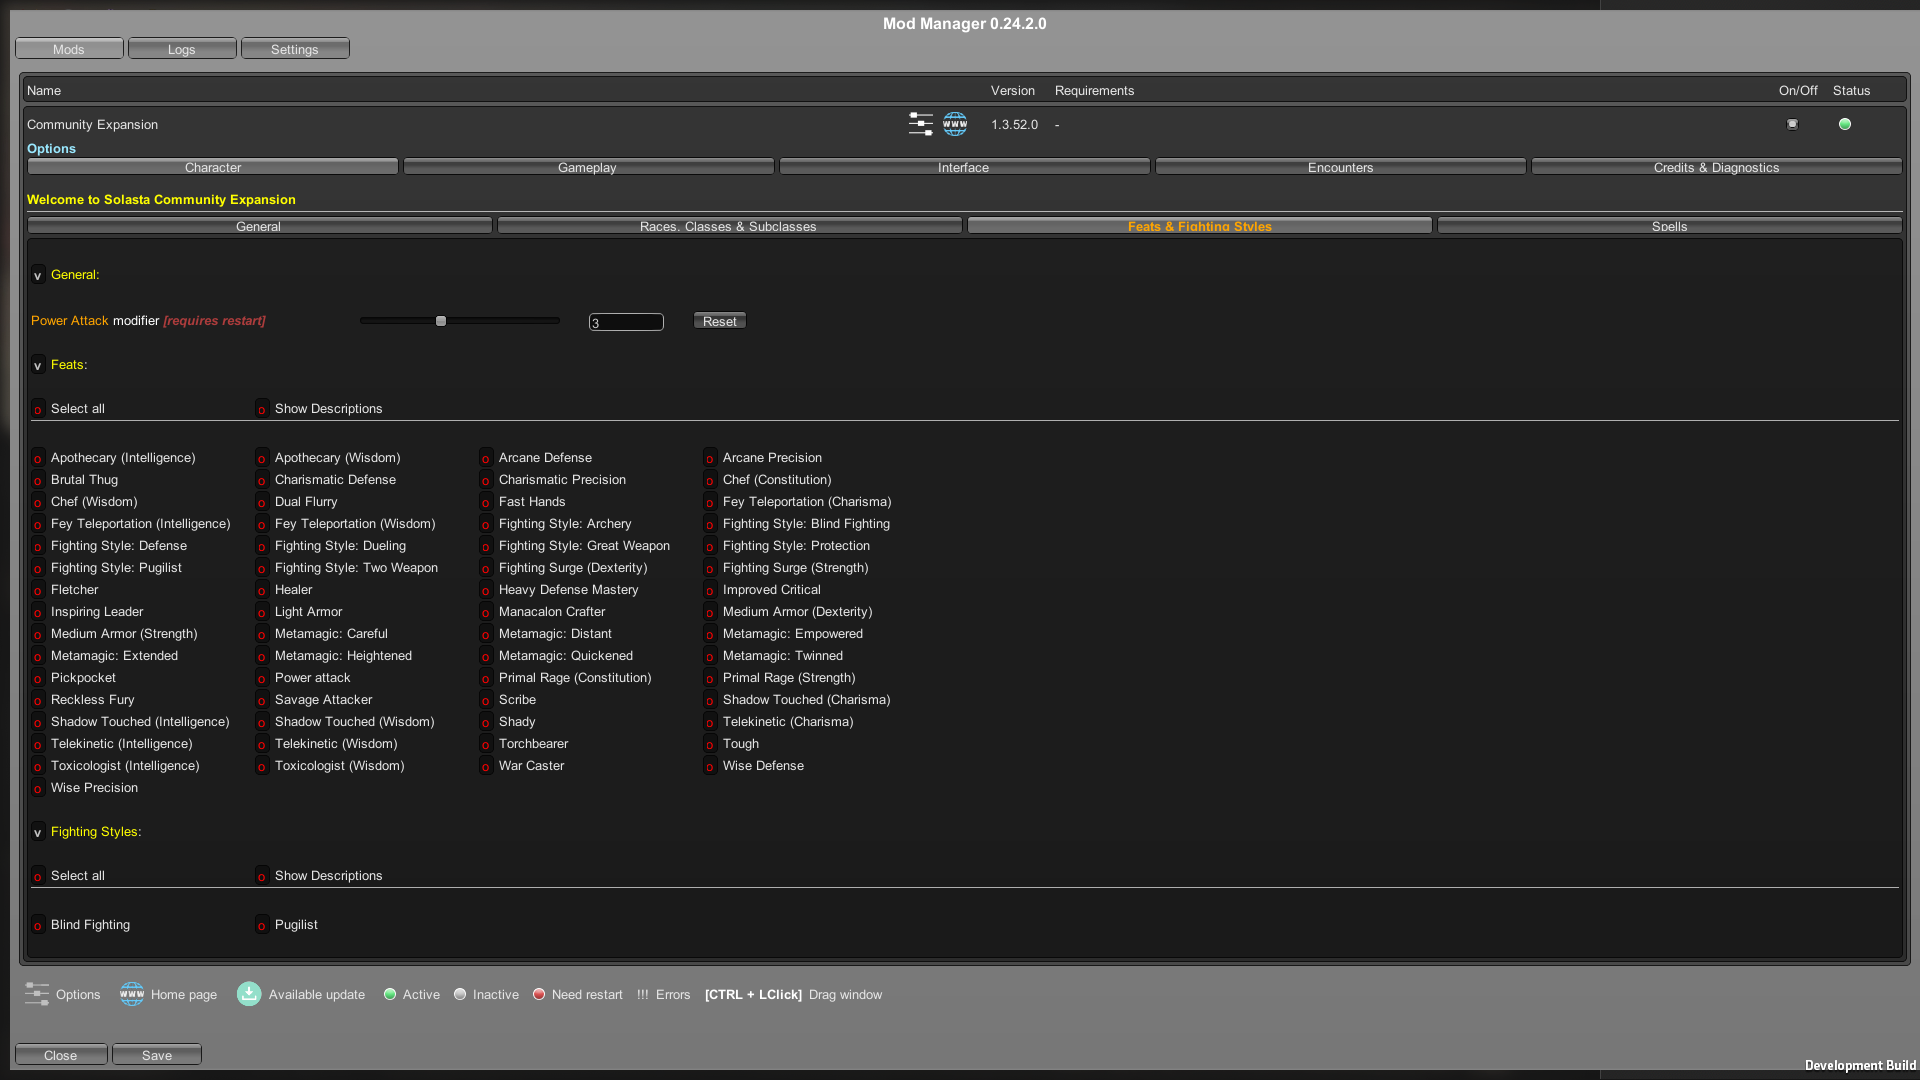 Mod Manager 0.24.2.0
Mods Logs Settings
Name Version Requirements On/Off Status
Community Expansion www 1.3.52.0 -
Options
Character Gameplay Interface Encounters Credits & Diagnostics
Welcome to Solasta Community Expansion
General Races, Classes & Subclasses Feats & Fighting Styles Spells
v General:
Power Attack modifier [requires restart] 3 Reset
v Feats:
o Select all o Show Descriptions
o Apothecary (Intelligence) o Apothecary (Wisdom) o Arcane Defense o Arcane Precision
o Brutal Thug o Charismatic Defense o Charismatic Precision o Chef (Constitution)
o Chef (Wisdom) o Dual Flurry o Fast Hands o Fey Teleportation (Charisma)
o Fey Teleportation (Intelligence) o Fey Teleportation (Wisdom) o Fighting Style: Archery o Fighting Style: Blind Fighting
o Fighting Style: Defense o Fighting Style: Dueling o Fighting Style: Great Weapon o Fighting Style: Protection
o Fighting Style: Pugilist o Fighting Style: Two Weapon o Fighting Surge (Dexterity) o Fighting Surge (Strength)
o Fletcher o Healer o Heavy Defense Mastery o Improved Critical
o Inspiring Leader o Light Armor o Manacalon Crafter o Medium Armor (Dexterity)
o Medium Armor (Strength) o Metamagic: Careful o Metamagic: Distant o Metamagic: Empowered
o Metamagic: Extended o Metamagic: Heightened o Metamagic: Quickened o Metamagic: Twinned
o Pickpocket o Power attack o Primal Rage (Constitution) o Primal Rage (Strength)
o Reckless Fury o Savage Attacker o Scribe o Shadow Touched (Charisma)
o Shadow Touched (Intelligence) o Shadow Touched (Wisdom) o Shady o Telekinetic (Charisma)
o Telekinetic (Intelligence) o Telekinetic (Wisdom) o Torchbearer o Tough
o Toxicologist (Intelligence) o Toxicologist (Wisdom) o War Caster o Wise Defense
o Wise Precision
v Fighting Styles:
o Select all o Show Descriptions
o Blind Fighting o Pugilist
Options www Home page Available update Active Inactive Need restart !!! Errors [CTRL + LClick] Drag window
Close Save
Development Build